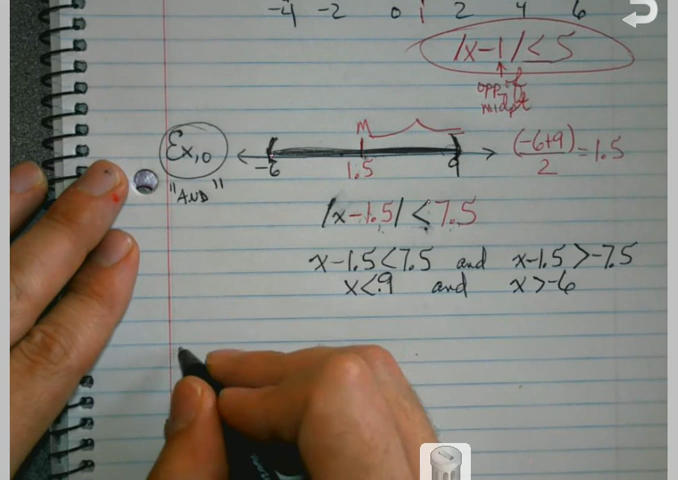 -4 -2 0 1 2 4 6
|x-1|≤5
opp. of
midpt
Ex.
"AND"
M
-6 1.5 9
(-6+9)/2 = 1.5
|x-1.5|<7.5
x-1.5<7.5 and x-1.5>-7.5
x<9 and x>-6